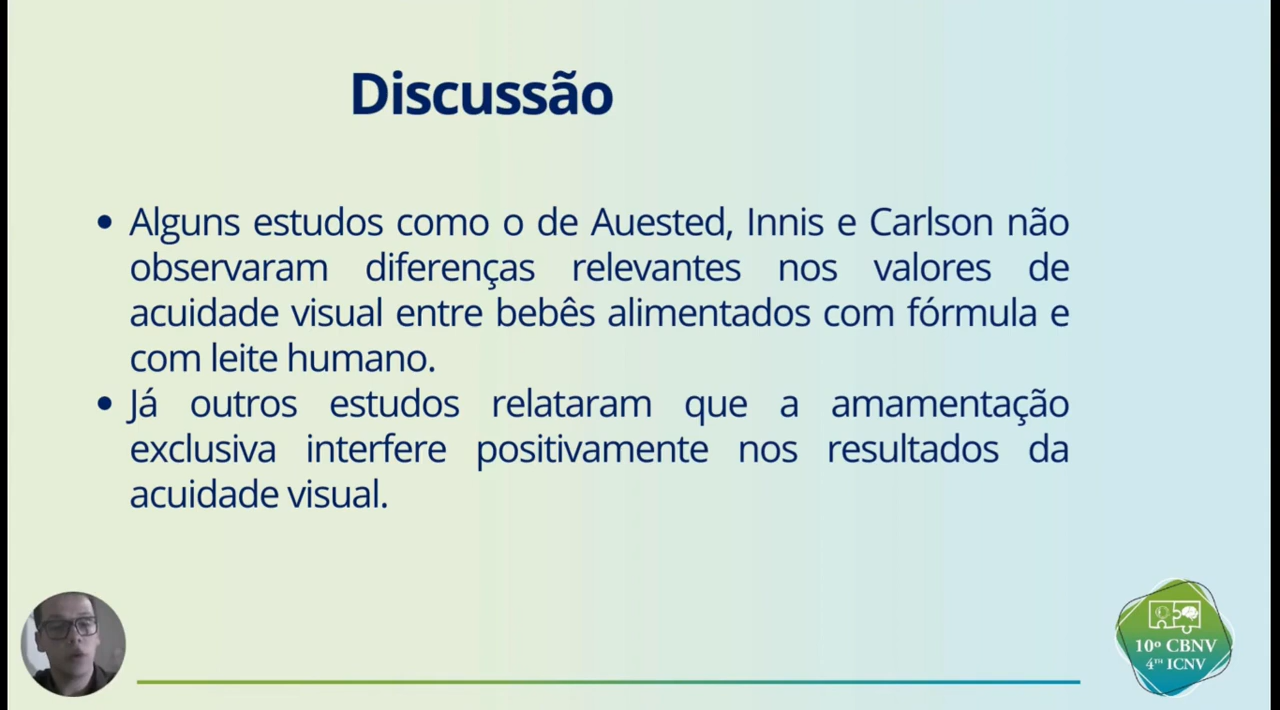 Discussão
• Alguns estudos como o de Auested, Innis e Carlson não
observaram diferenças relevantes nos valores de
acuidade visual entre bebês alimentados com fórmula e
com leite humano.
• Já outros estudos relataram que a amamentação
exclusiva interfere positivamente nos resultados da
acuidade visual.
10º CBNV
4TH ICNV